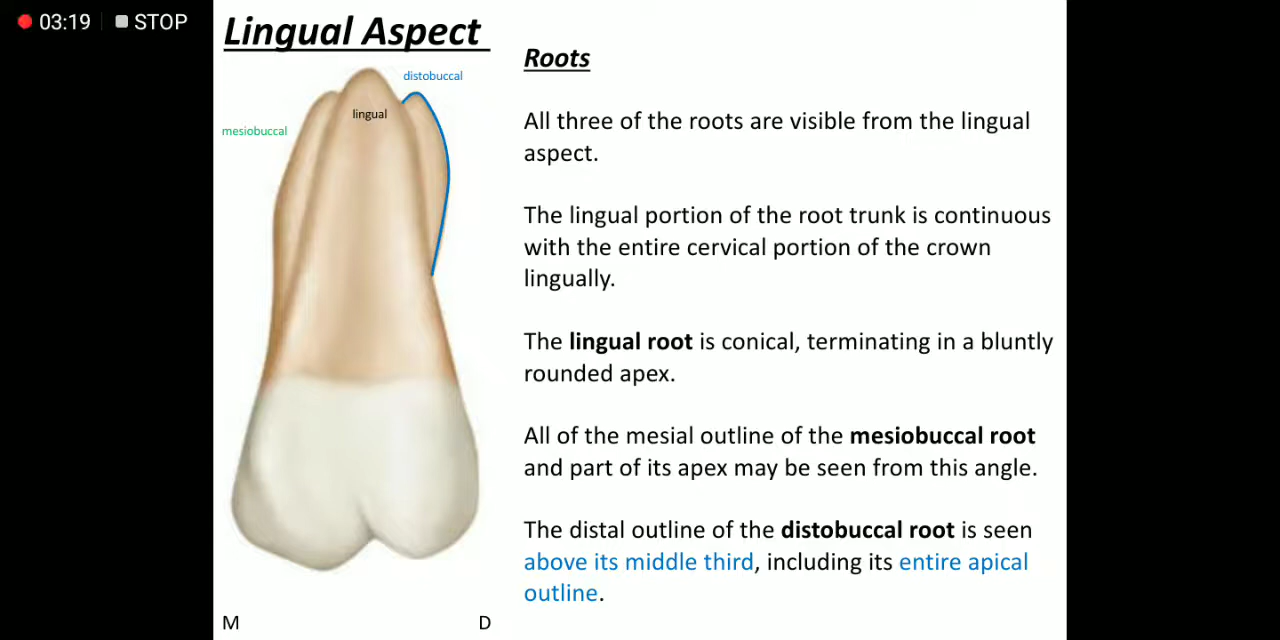 03:19 STOP
Lingual Aspect
distobuccal
lingual
mesiobuccal
M
D
Roots
All three of the roots are visible from the lingual
aspect.
The lingual portion of the root trunk is continuous
with the entire cervical portion of the crown
lingually.
The lingual root is conical, terminating in a bluntly
rounded apex.
All of the mesial outline of the mesiobuccal root
and part of its apex may be seen from this angle.
The distal outline of the distobuccal root is seen
above its middle third, including its entire apical
outline.